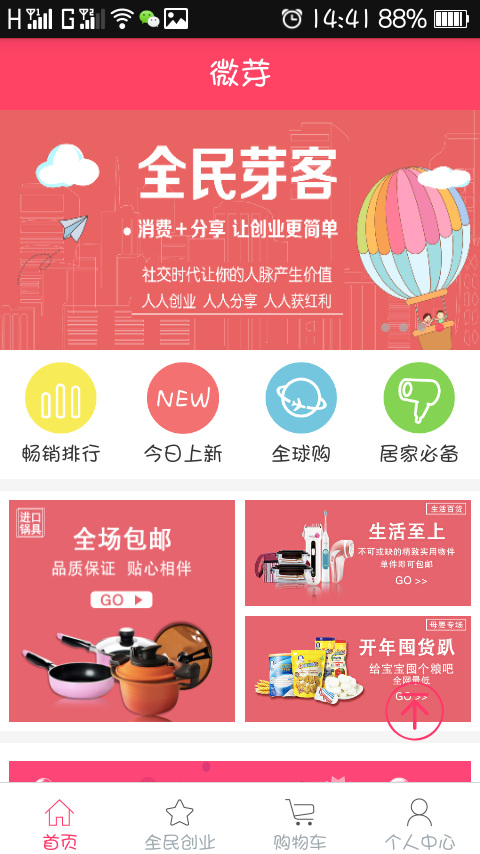 H G 14:41 88%
微芽
全民芽客
• 消费+分享 让创业更简单
社交时代让你的人脉产生价值
人人创业 人人分享 人人获红利
畅销排行 今日上新 全球购 居家必备
NEW
进口
锅具
全场包邮
品质保证 贴心相伴
GO
生活百货
生活至上
不可或缺的精致实用物件
单件即可包邮
GO >>
母婴专场
开年囤货趴
给宝宝囤个粮吧
全网最低
GO >>
首页 全民创业 购物车 个人中心